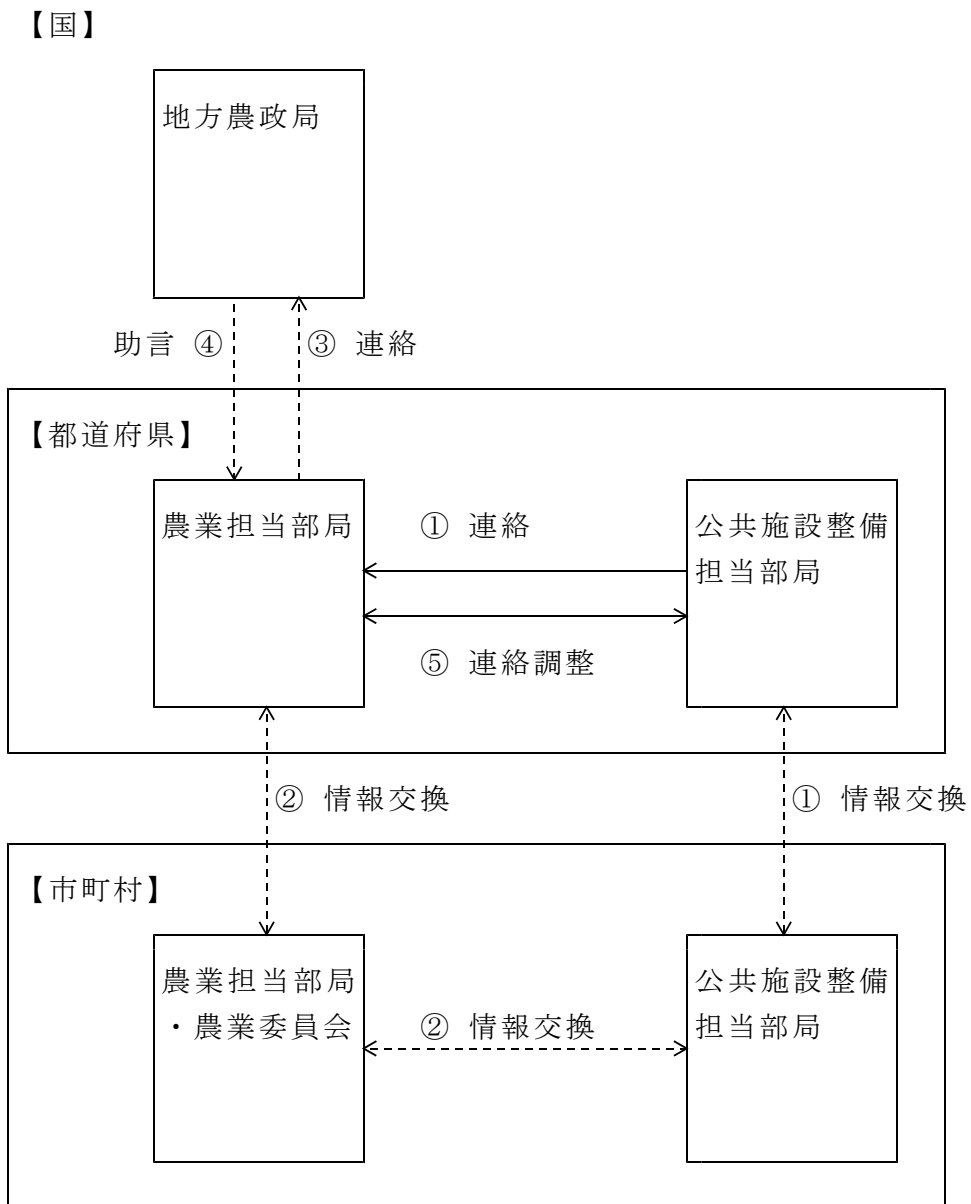 【国】
地方農政局
助言 ④
③ 連絡
【都道府県】
農業担当部局
① 連絡
公共施設整備
担当部局
⑤ 連絡調整
② 情報交換
① 情報交換
【市町村】
農業担当部局
・農業委員会
② 情報交換
公共施設整備
担当部局